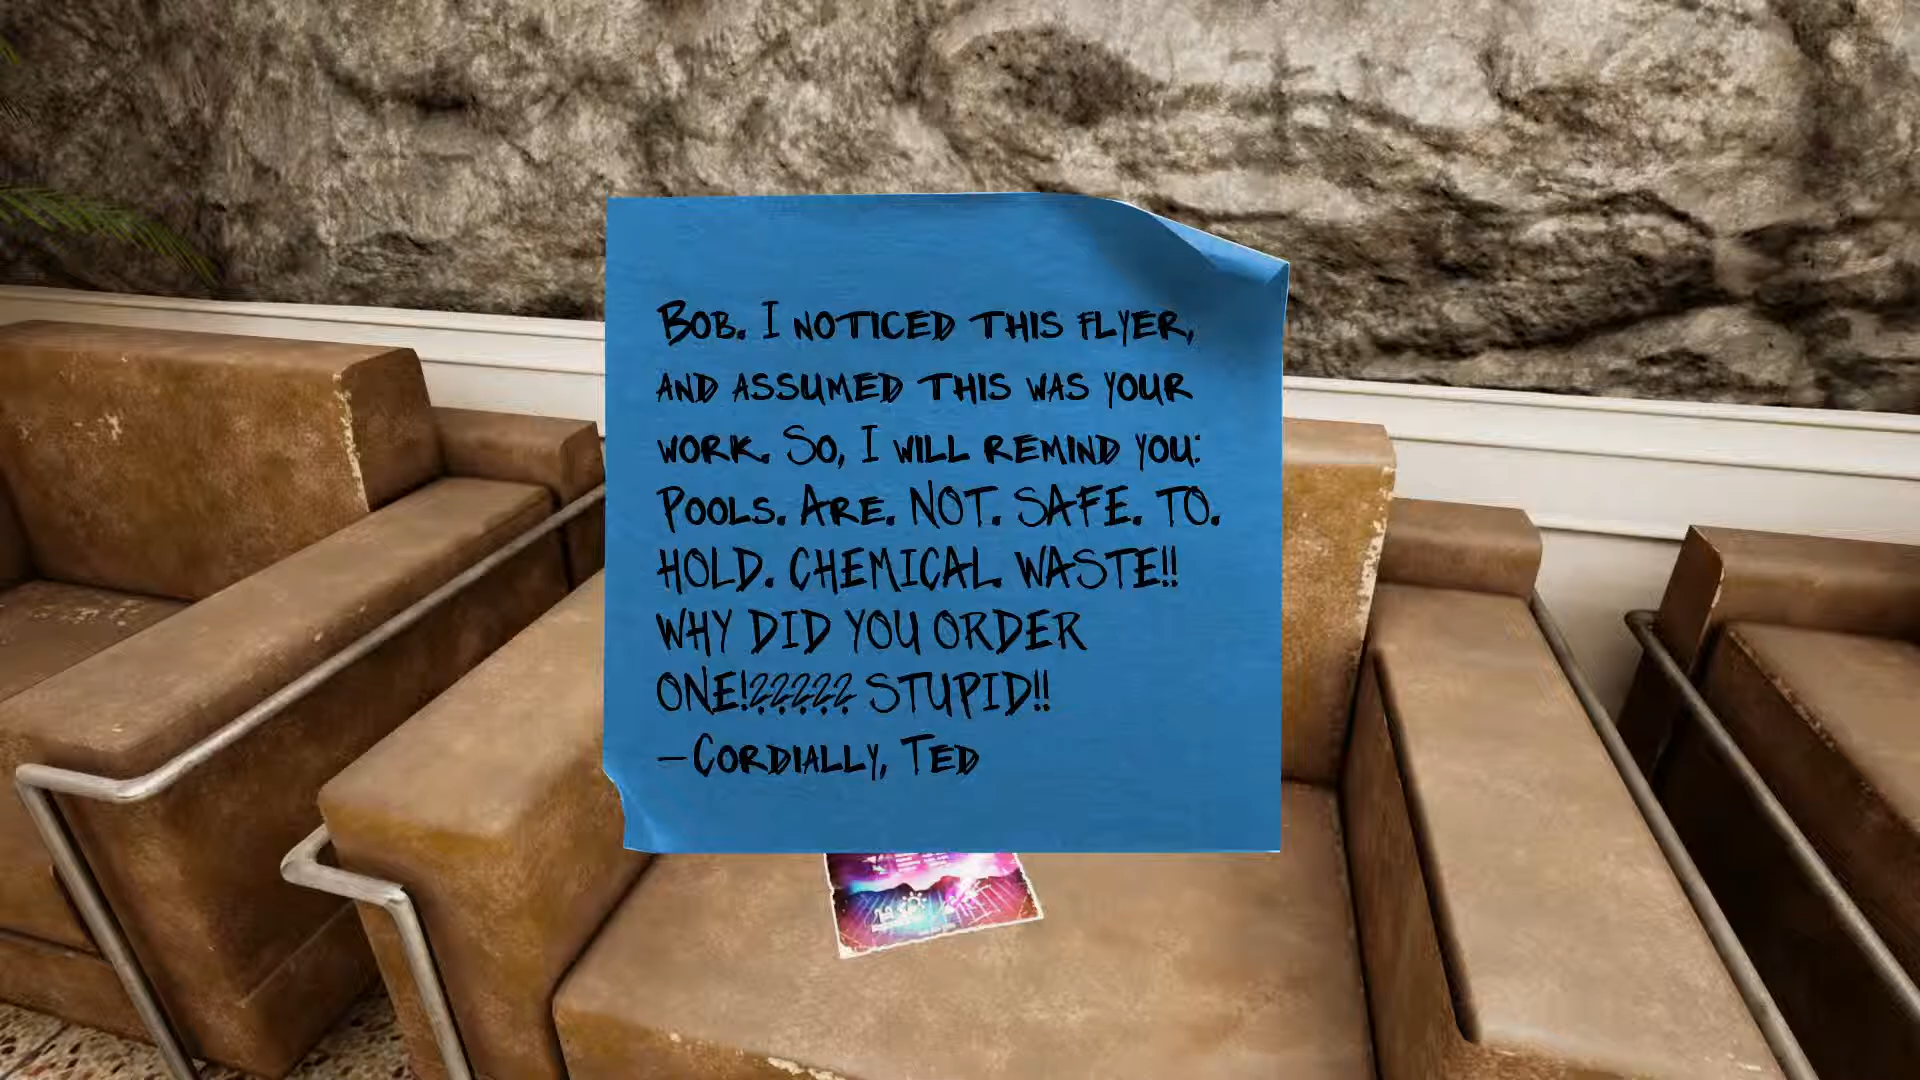 Bob. I noticed this flyer,
and assumed this was your
work. So, I will remind you:
Pools. Are. NOT. SAFE. TO.
HOLD. CHEMICAL. WASTE!!
WHY DID YOU ORDER
ONE!????? STUPID!!
—Cordially, Ted